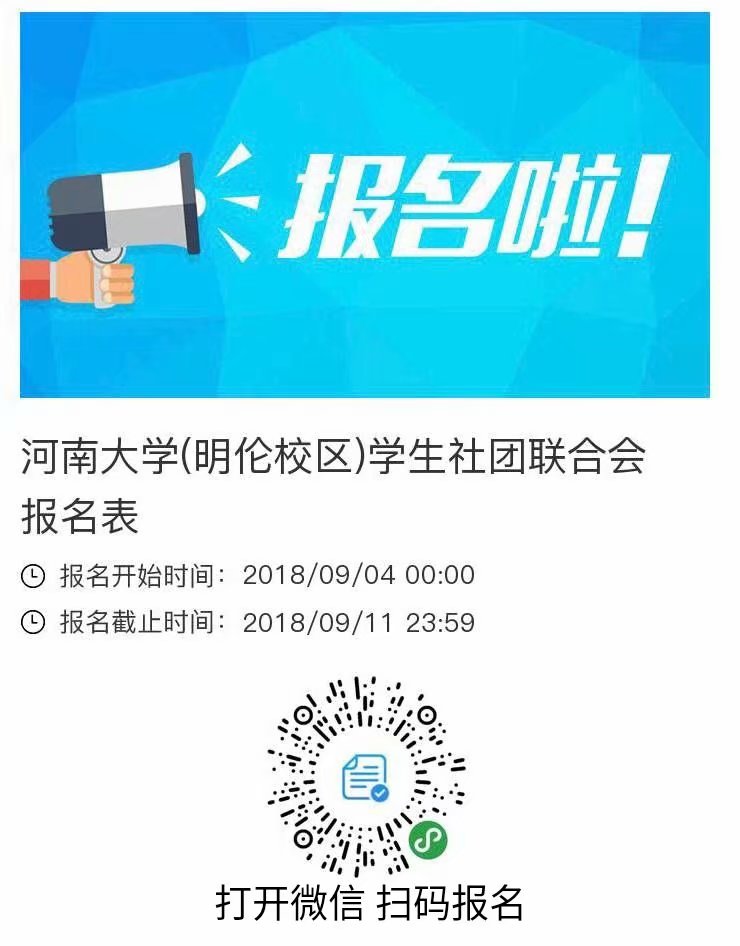 报名啦!
河南大学(明伦校区)学生社团联合会
报名表
报名开始时间：2018/09/04 00:00
报名截止时间：2018/09/11 23:59
打开微信 扫码报名